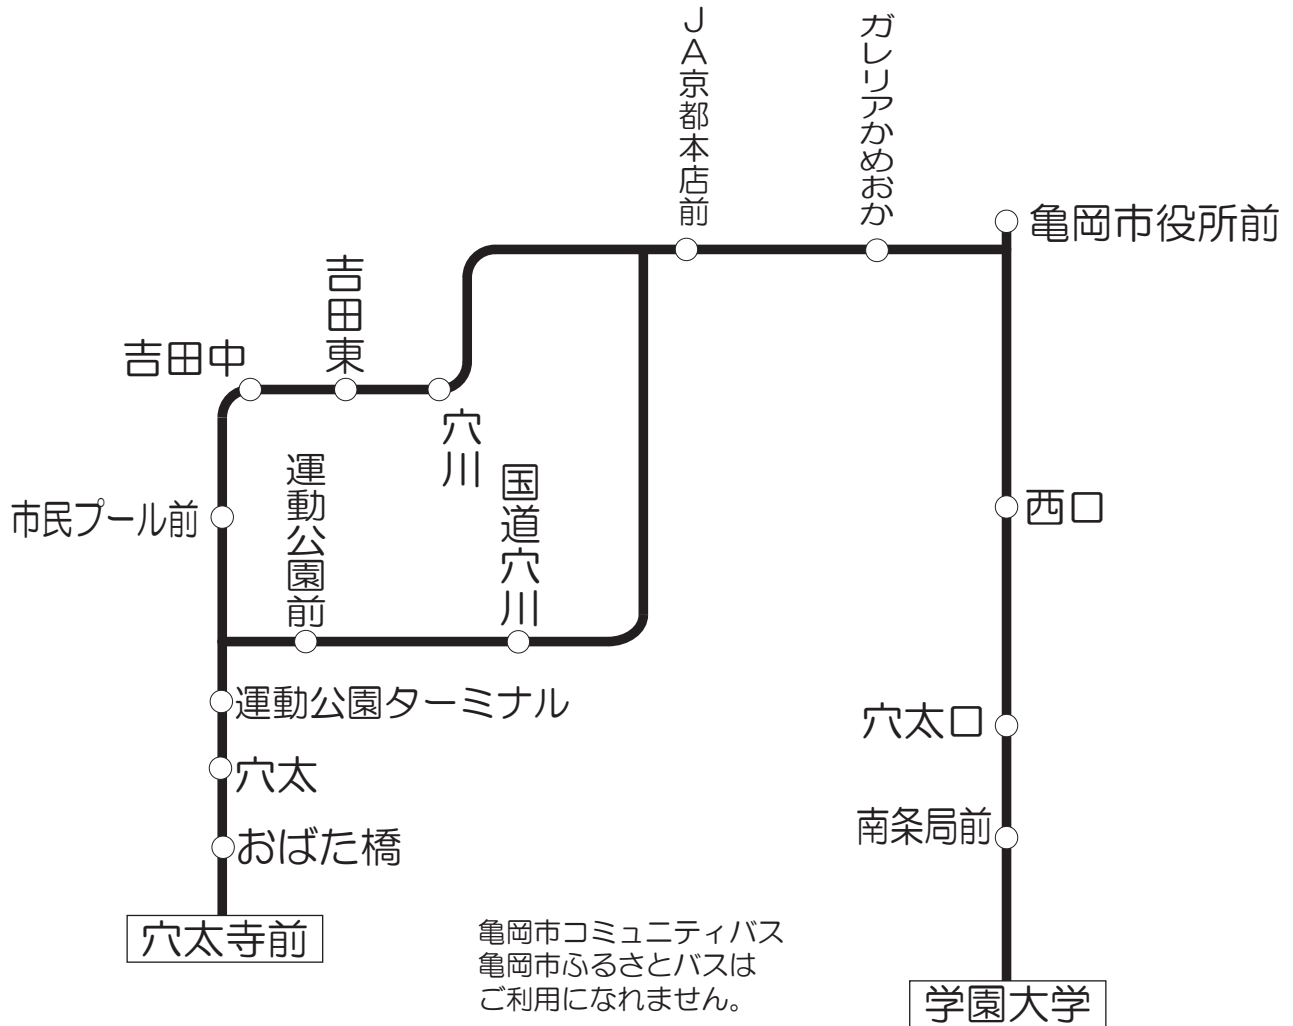 JA京都本店前
ガレリアかめおか
亀岡市役所前
吉田東
吉田中
穴川
運動公園前
国道穴川
市民プール前
西口
運動公園ターミナル
穴太口
穴太
南条局前
おばた橋
穴太寺前
亀岡市コミュニティバス
亀岡市ふるさとバスは
ご利用になれません。
学園大学